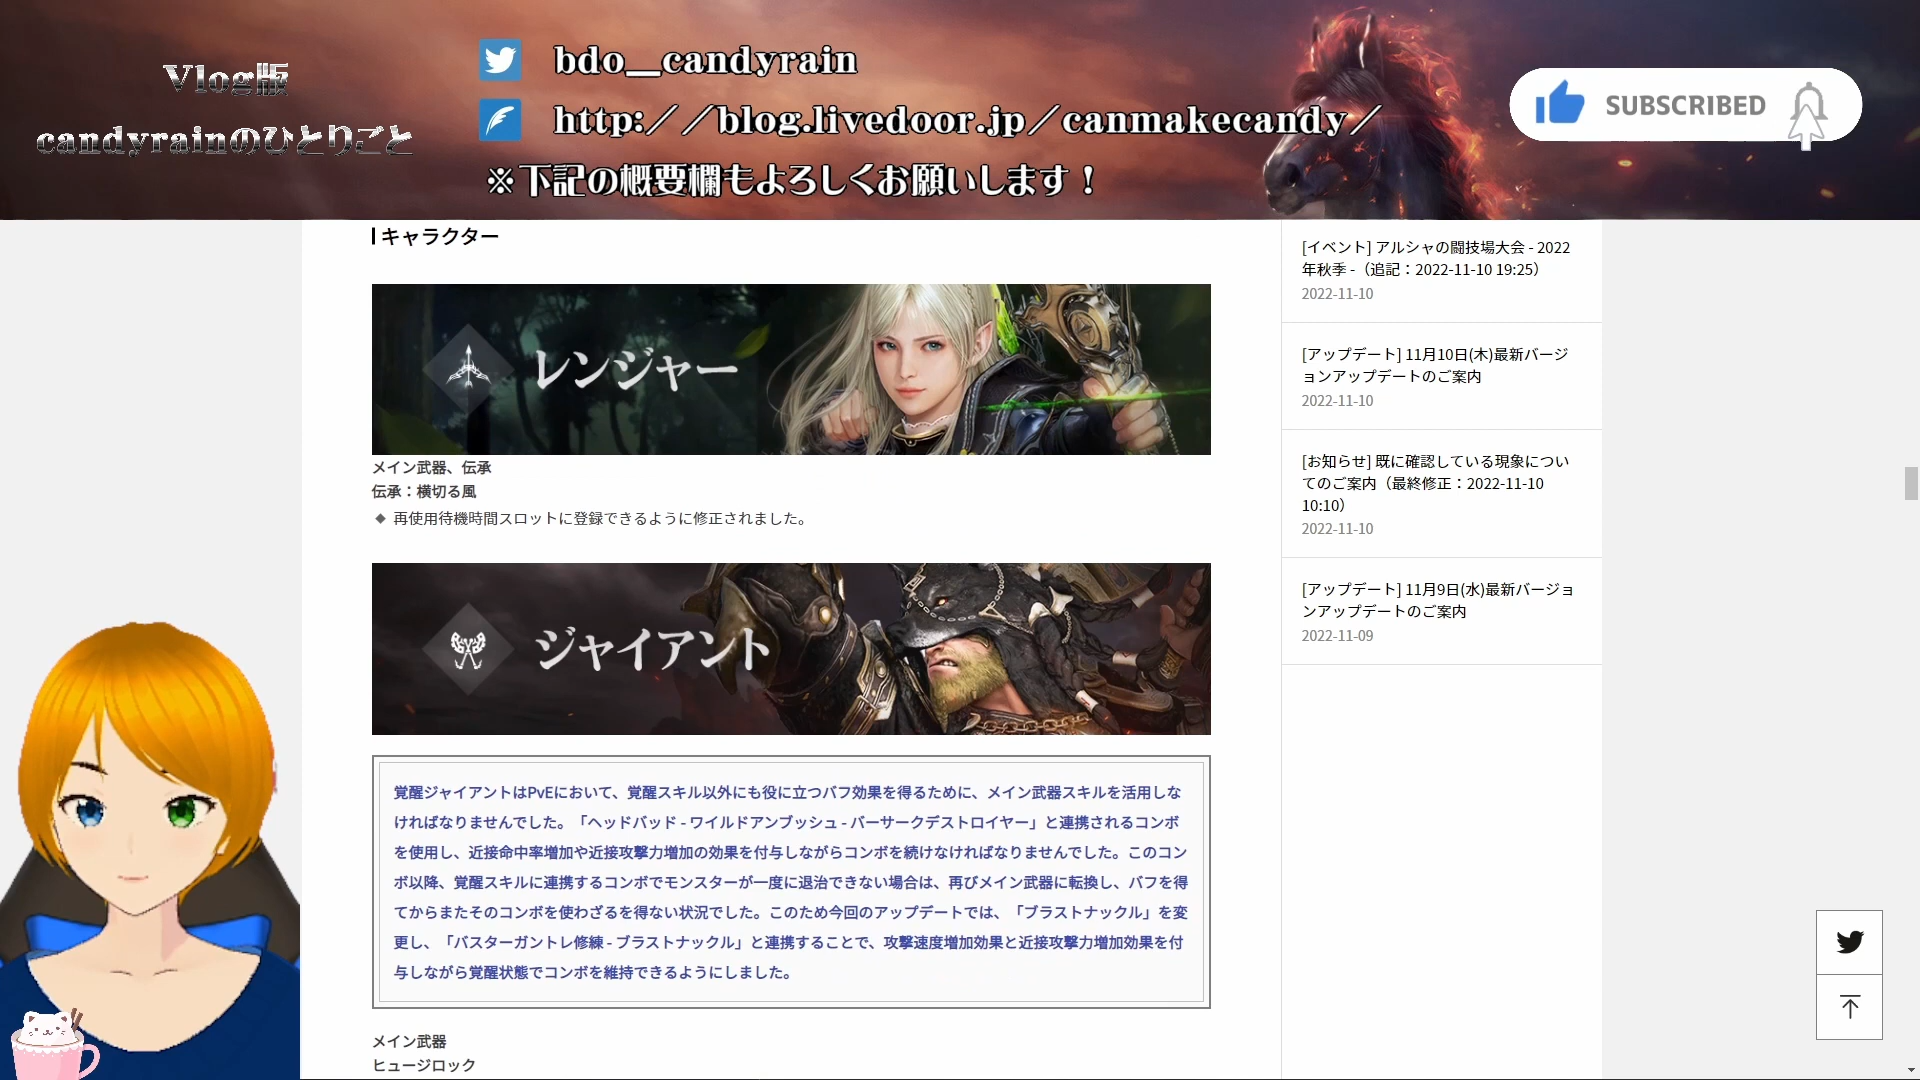 Vlog版
candyrainのひとりごと
bdo__candyrain
http://blog.livedoor.jp/canmakecandy/
※下記の概要欄もよろしくお願いします！
SUBSCRIBED
キャラクター
レンジャー
メイン武器、伝承
伝承：横切る風
◆ 再使用待機時間スロットに登録できるように修正されました。
ジャイアント
覚醒ジャイアントはPvEにおいて、覚醒スキル以外にも役に立つバフ効果を得るために、メイン武器スキルを活用しな
ければなりませんでした。「ヘッドバッド - ワイルドアンブッシュ - バーサークデストロイヤー」と連携されるコンボ
を使用し、近接命中率増加や近接攻撃力増加の効果を付与しながらコンボを続けなければなりませんでした。このコン
ボ以降、覚醒スキルに連携するコンボでモンスターが一度に退治できない場合は、再びメイン武器に転換し、バフを得
てからまたそのコンボを使わざるを得ない状況でした。このため今回のアップデートでは、「ブラストナックル」を変
更し、「バスターガントレ修練 - ブラストナックル」と連携することで、攻撃速度増加効果と近接攻撃力増加効果を付
与しながら覚醒状態でコンボを維持できるようにしました。
メイン武器
ヒュージロック
[イベント] アルシャの闘技場大会 - 2022
年秋季 -（追記：2022-11-10 19:25）
2022-11-10
[アップデート] 11月10日(木)最新バージ
ョンアップデートのご案内
2022-11-10
[お知らせ] 既に確認している現象につい
てのご案内（最終修正：2022-11-10
10:10）
2022-11-10
[アップデート] 11月9日(水)最新バージョ
ンアップデートのご案内
2022-11-09